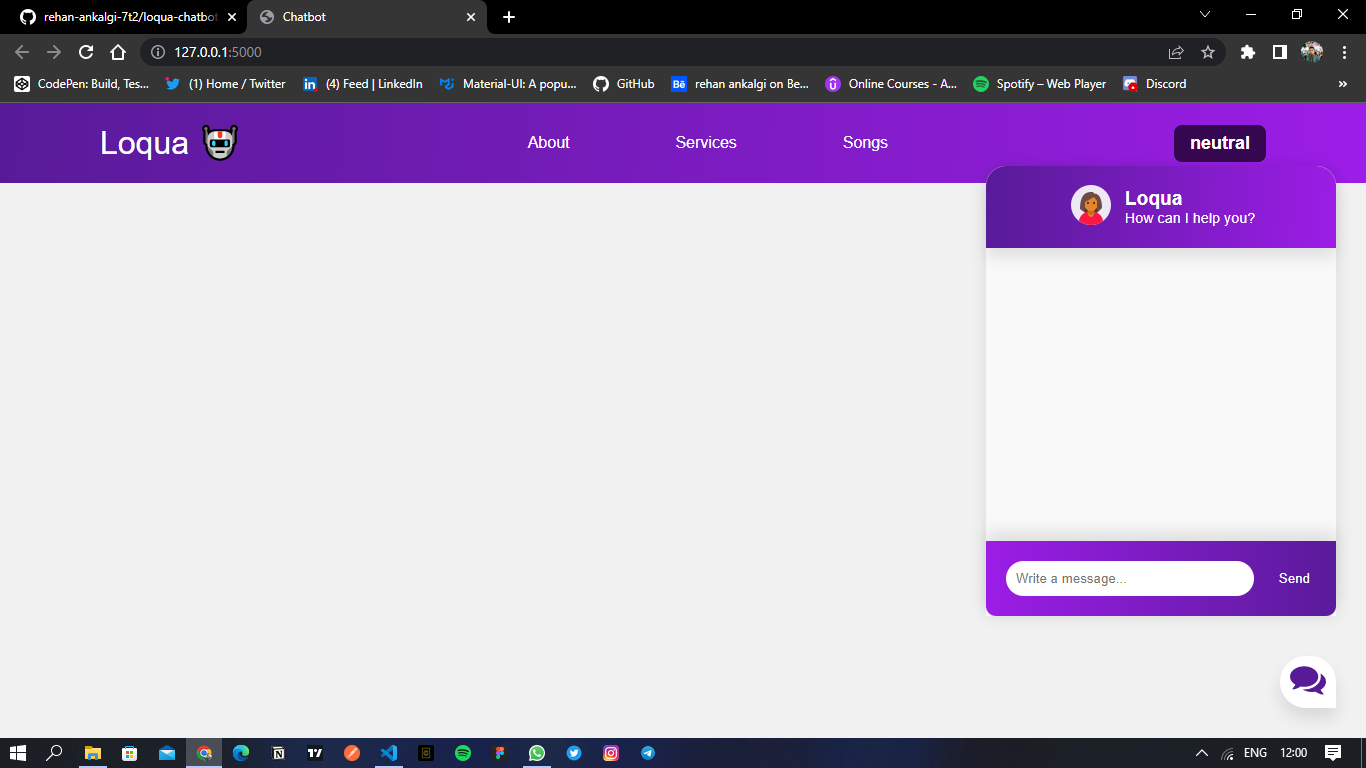 rehan-ankalgi-7t2/loqua-chatbot
Chatbot
127.0.0.1:5000
CodePen: Build, Tes...
(1) Home / Twitter
(4) Feed | LinkedIn
Material-UI: A popu...
GitHub
Bē rehan ankalgi on Be...
Online Courses - A...
Spotify – Web Player
Discord
Loqua
About
Services
Songs
neutral
Loqua
How can I help you?
Write a message...
Send
ENG
12:00